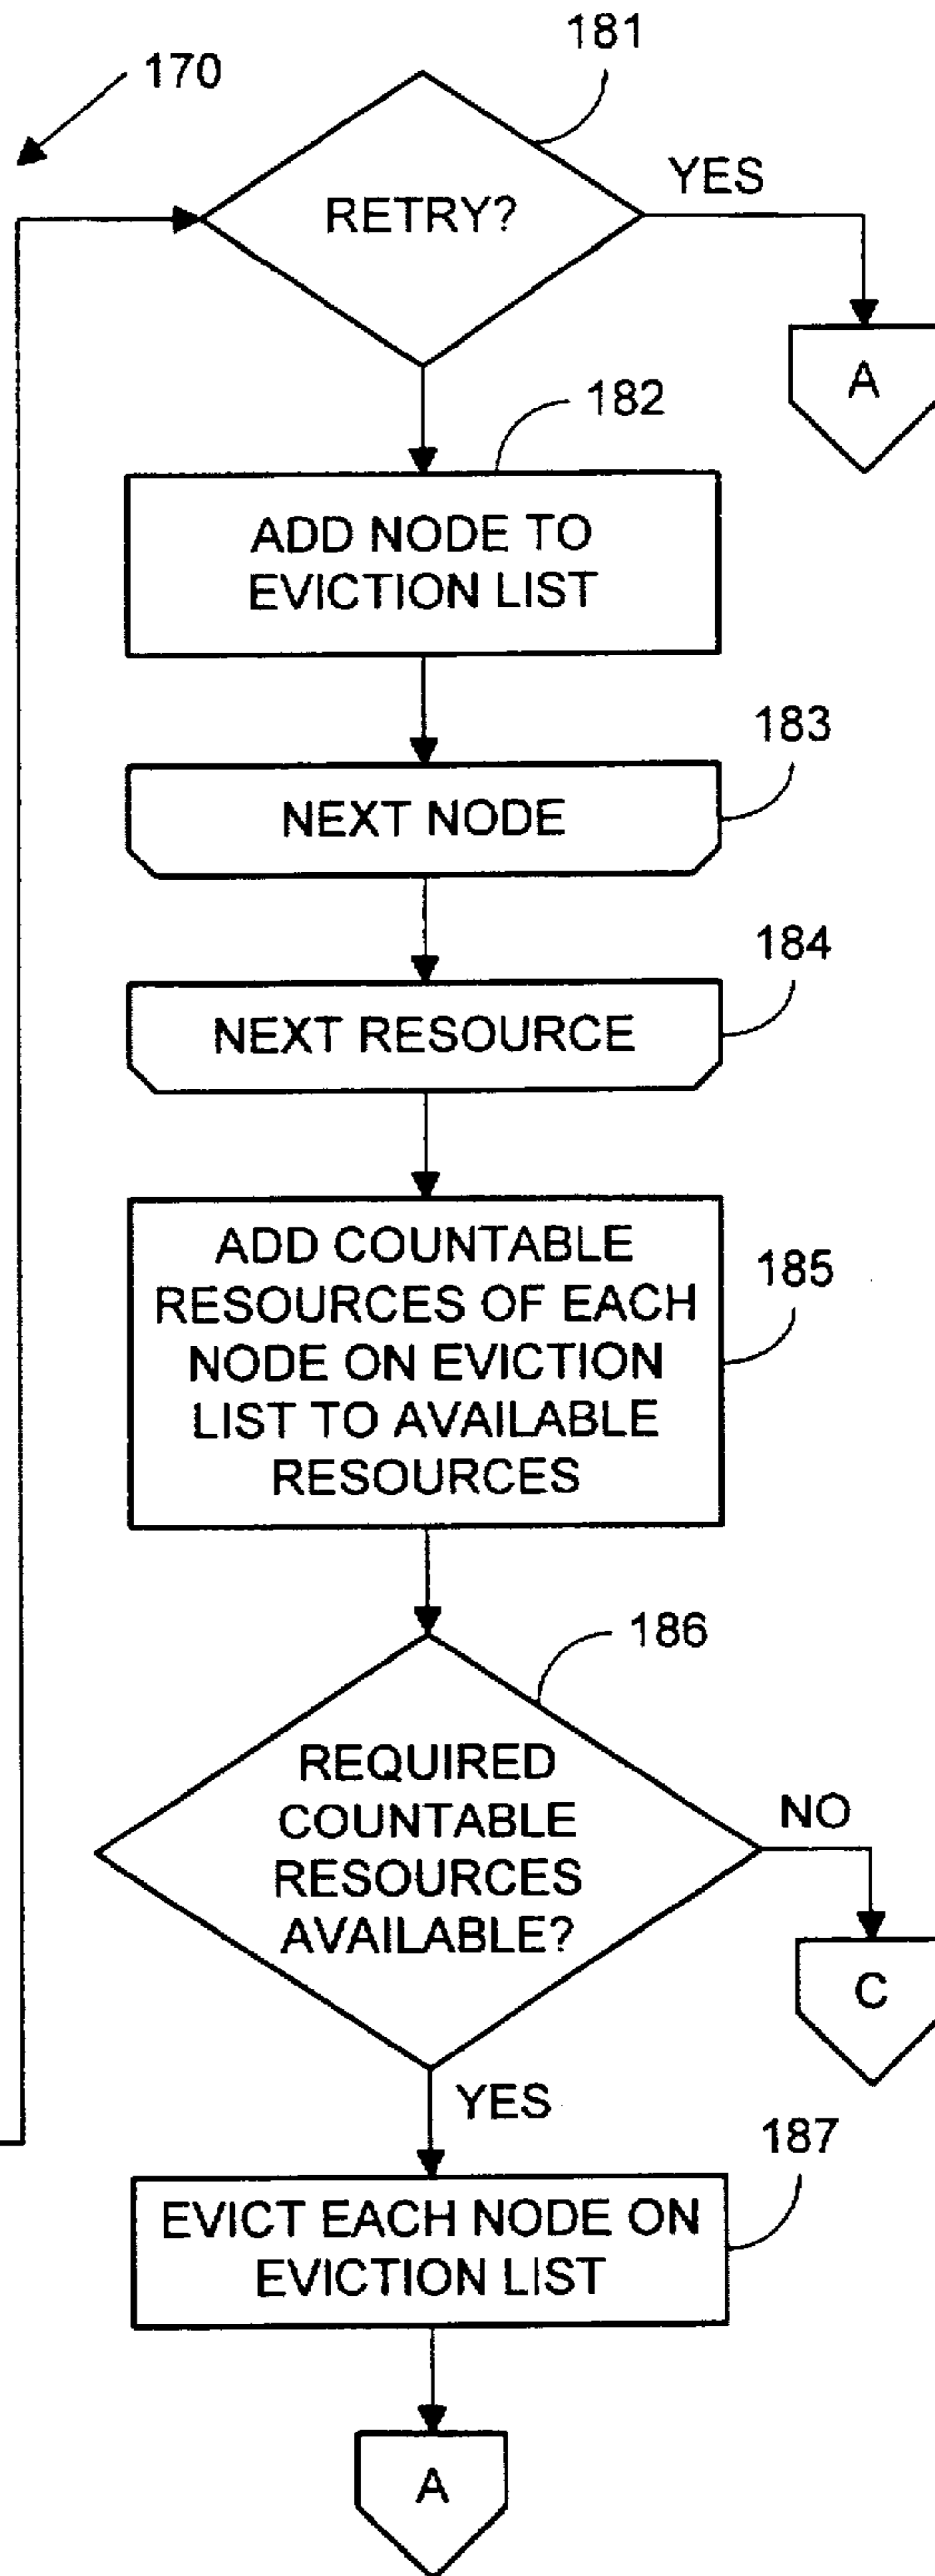 170
181
RETRY?
YES
A
182
ADD NODE TO
EVICTION LIST
183
NEXT NODE
184
NEXT RESOURCE
185
ADD COUNTABLE
RESOURCES OF EACH
NODE ON EVICTION
LIST TO AVAILABLE
RESOURCES
186
REQUIRED
COUNTABLE
RESOURCES
AVAILABLE?
NO
C
YES
187
EVICT EACH NODE ON
EVICTION LIST
A